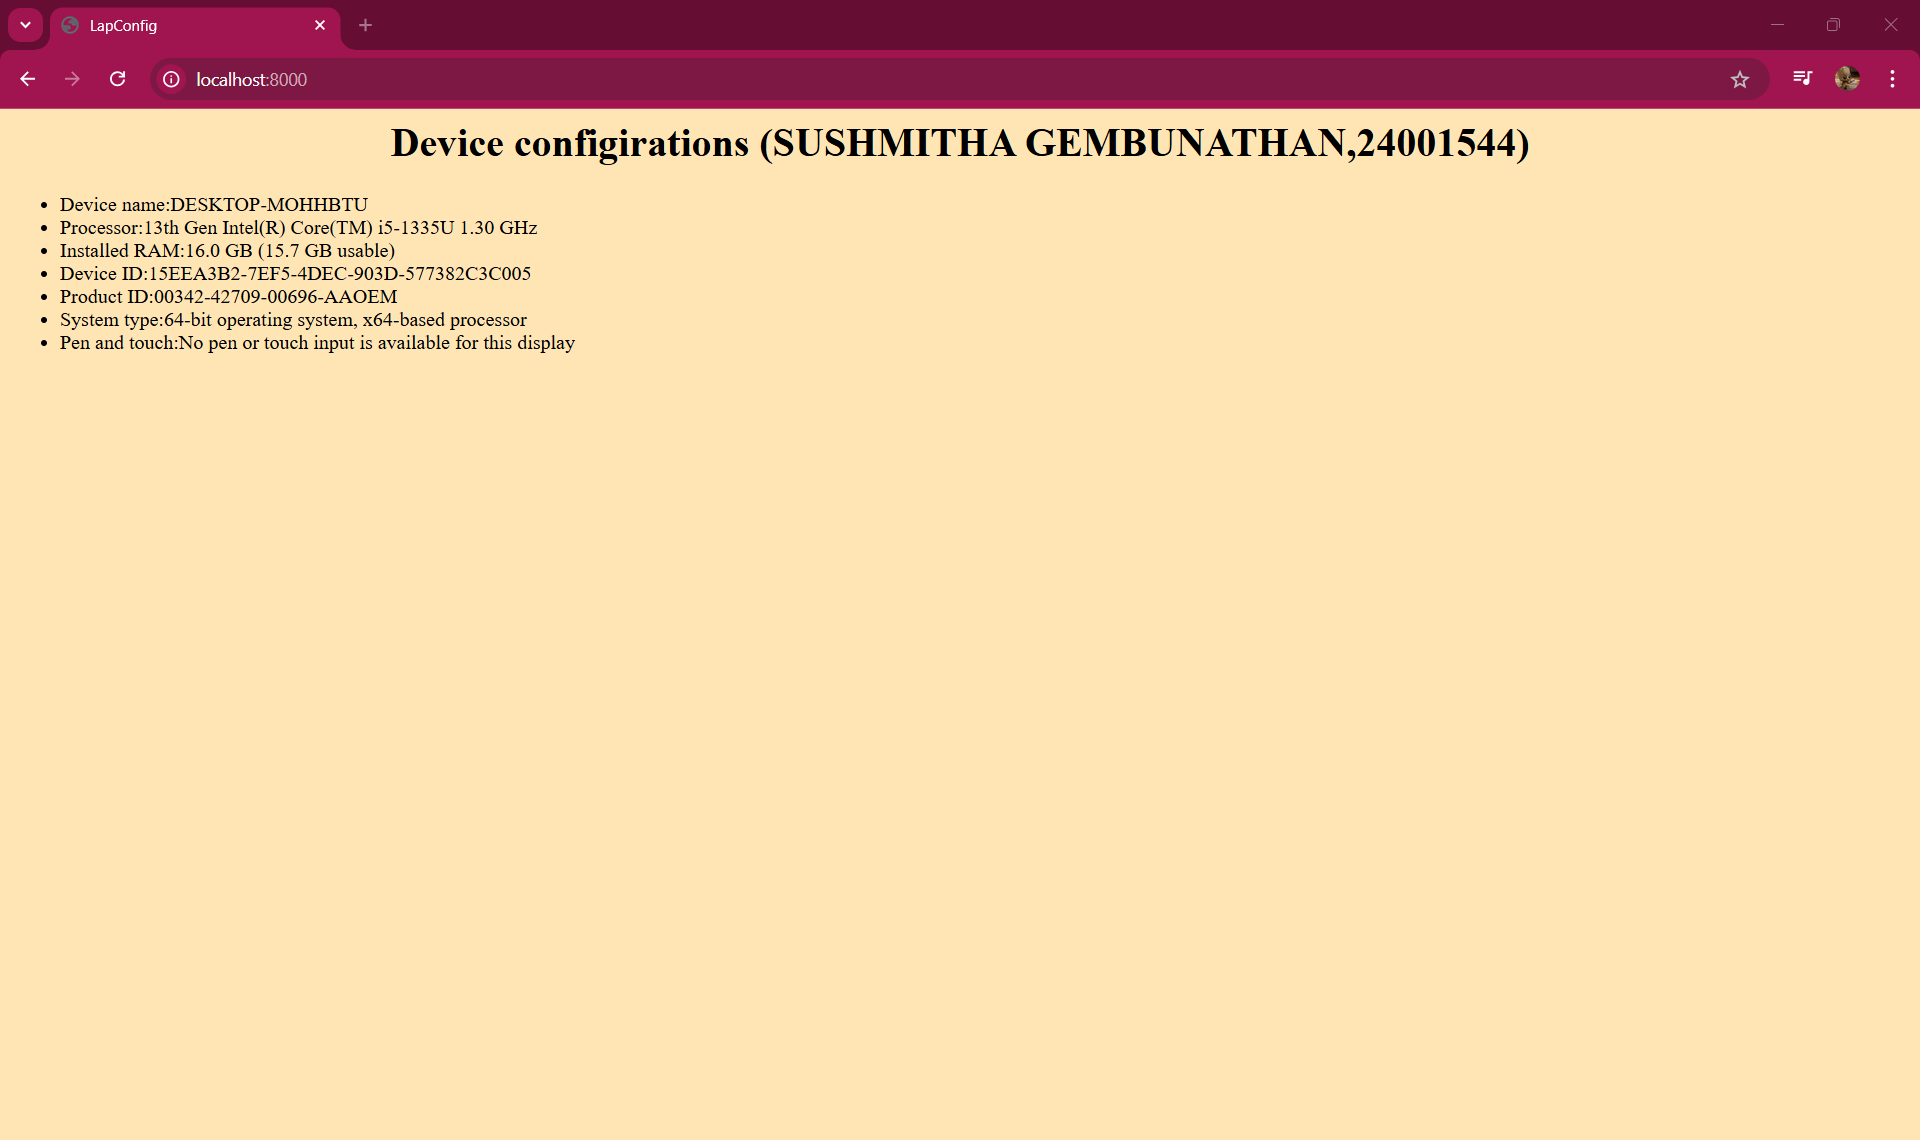 LapConfig
localhost:8000
Device configirations (SUSHMITHA GEMBUNATHAN,24001544)
Device name:DESKTOP-MOHHBTU
Processor:13th Gen Intel(R) Core(TM) i5-1335U 1.30 GHz
Installed RAM:16.0 GB (15.7 GB usable)
Device ID:15EEA3B2-7EF5-4DEC-903D-577382C3C005
Product ID:00342-42709-00696-AAOEM
System type:64-bit operating system, x64-based processor
Pen and touch:No pen or touch input is available for this display